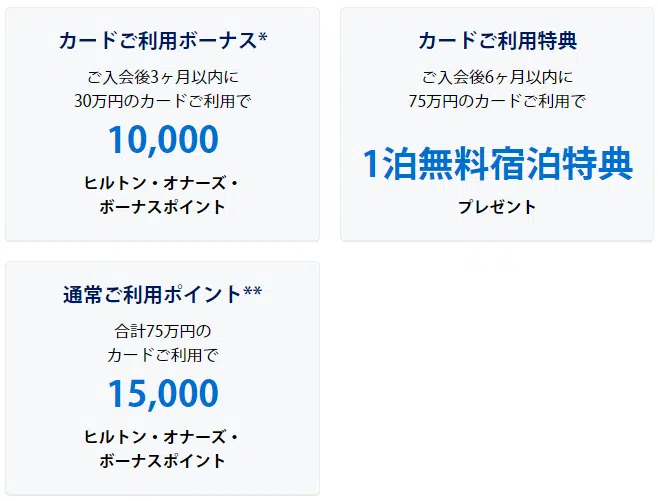 カードご利用ボーナス*
ご入会後3ヶ月以内に
30万円のカードご利用で
10,000
ヒルトン・オナーズ・
ボーナスポイント
カードご利用特典
ご入会後6ヶ月以内に
75万円のカードご利用で
1泊無料宿泊特典
プレゼント
通常ご利用ポイント**
合計75万円の
カードご利用で
15,000
ヒルトン・オナーズ・
ボーナスポイント